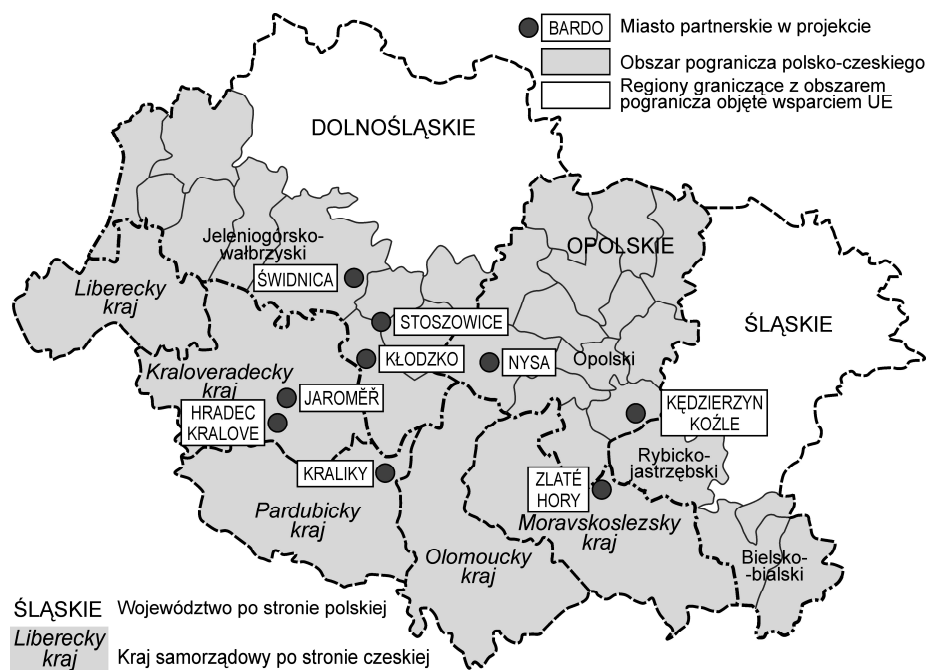 BARDO
Miasto partnerskie w projekcie
Obszar pogranicza polsko-czeskiego
Regiony graniczące z obszarem
pogranicza objęte wsparciem UE
DOLNOŚLĄSKIE
Jeleniogórsko-
wałbrzyski
OPOLSKIE
ŚWIDNICA
Liberecky
kraj
STOSZOWICE
ŚLĄSKIE
KŁODZKO
NYSA
Opolski
Kraloveradecky
kraj
JAROMĚŘ
HRADEC
KRALOVE
KĘDZIERZYN
KOŹLE
Rybicko-
jastrzębski
KRALIKY
ZLATÉ
HORY
Pardubicky
kraj
Moravskoslezsky
kraj
Olomoucky
kraj
Bielsko-
-bialski
ŚLĄSKIE
Województwo po stronie polskiej
Liberecky
kraj
Kraj samorządowy po stronie czeskiej